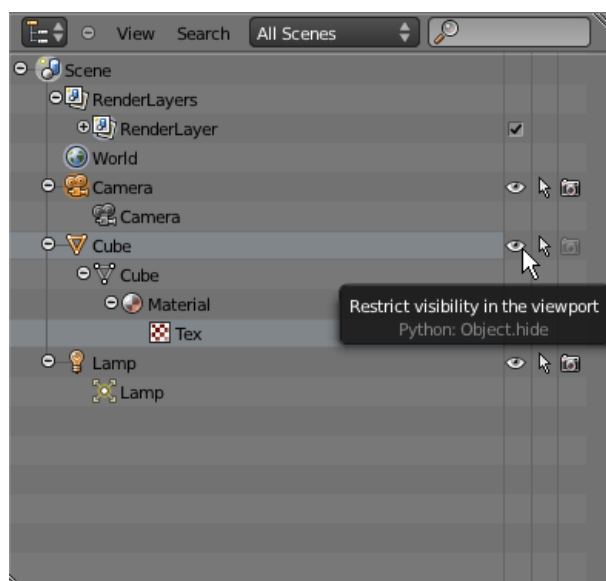 View Search All Scenes
Scene
RenderLayers
RenderLayer
World
Camera
Camera
Cube
Cube
Material
Restrict visibility in the viewport
Python: Object.hide
Tex
Lamp
Lamp